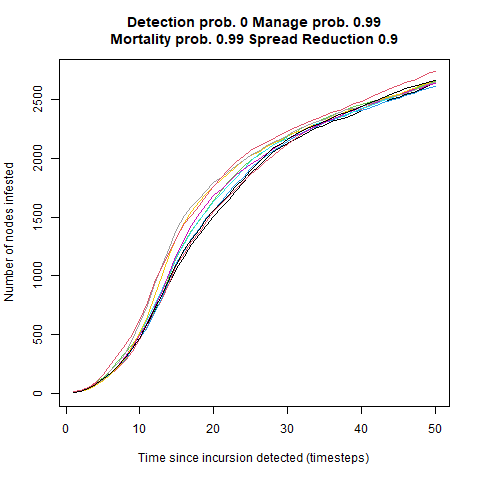 Detection prob. 0 Manage prob. 0.99
Mortality prob. 0.99 Spread Reduction 0.9
Number of nodes infested
2500
2000
1500
1000
500
0
0 10 20 30 40 50
Time since incursion detected (timesteps)